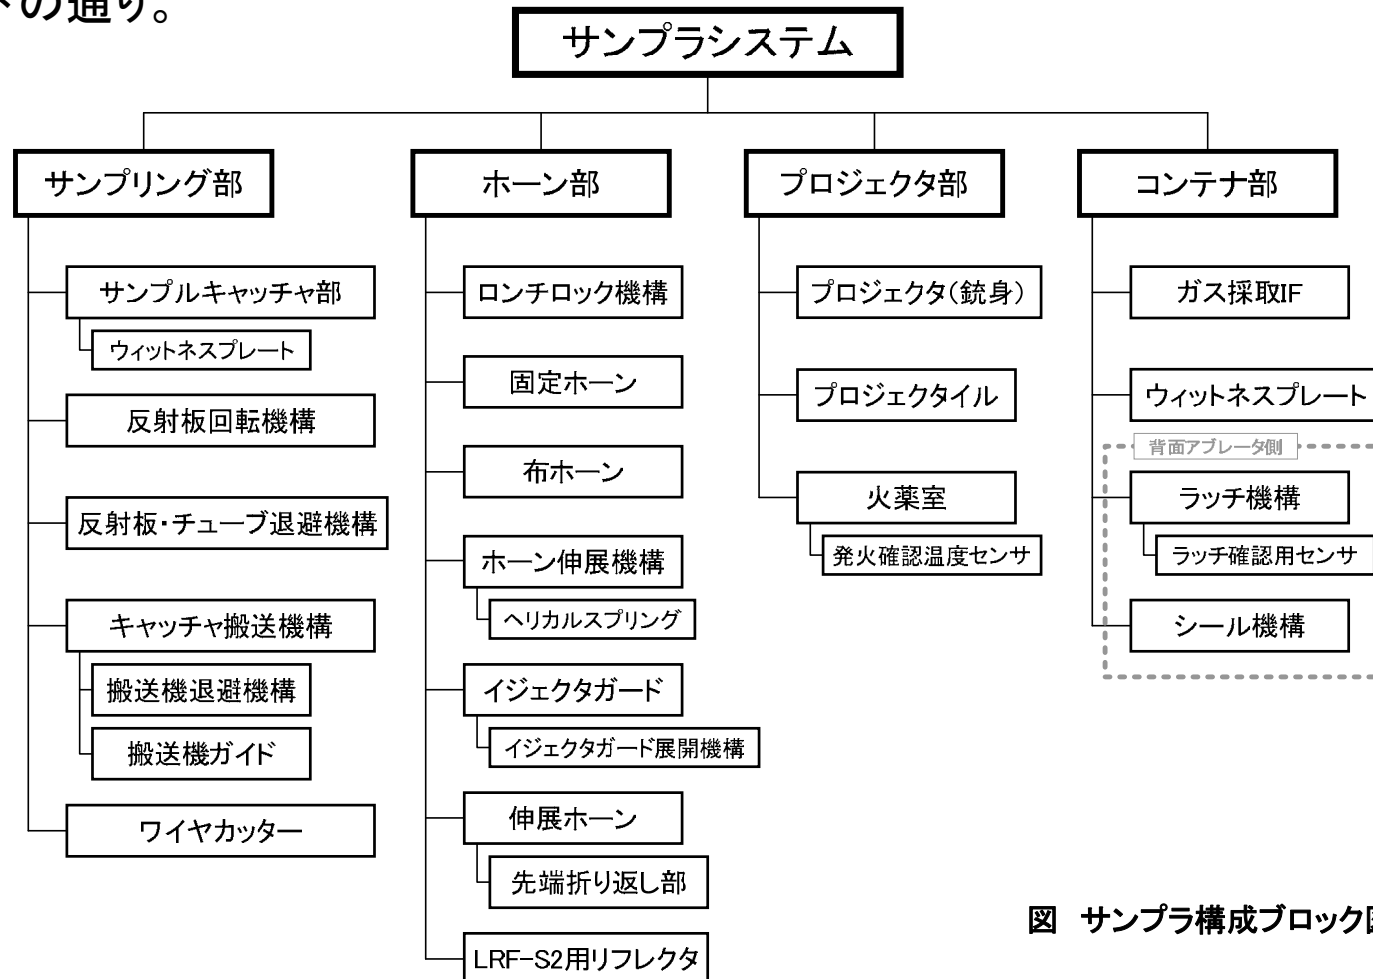 下の通り。
サンプラシステム
サンプリング部
サンプルキャッチャ部
ウィットネスプレート
反射板回転機構
反射板・チューブ退避機構
キャッチャ搬送機構
搬送機退避機構
搬送機ガイド
ワイヤカッター
ホーン部
ロンチロック機構
固定ホーン
布ホーン
ホーン伸展機構
ヘリカルスプリング
イジェクタガード
イジェクタガード展開機構
伸展ホーン
先端折り返し部
LRF-S2用リフレクタ
プロジェクタ部
プロジェクタ(銃身)
プロジェクタイル
火薬室
発火確認温度センサ
コンテナ部
ガス採取IF
ウィットネスプレート
背面アブレータ側
ラッチ機構
ラッチ確認用センサ
シール機構
図 サンプラ構成ブロック図